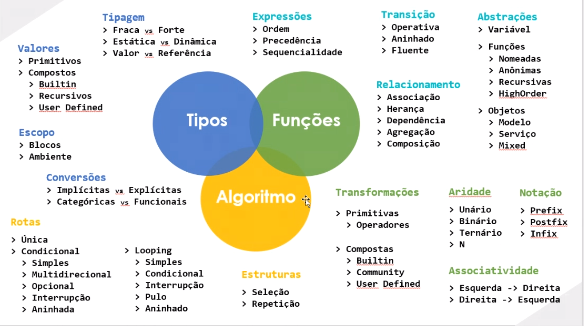 Tipagem
> Fraca vs Forte
> Estática vs Dinâmica
> Valor vs Referência
Expressões
> Ordem
> Precedência
> Sequencialidade
Transição
> Operativa
> Aninhado
> Fluente
Abstrações
> Variável
> Funções
> Nomeadas
> Anônimas
> Recursivas
> HighOrder
> Objetos
> Modelo
> Serviço
> Mixed
Valores
> Primitivos
> Compostos
> Builtin
> Recursivos
> User Defined
Relacionamento
> Associação
> Herança
> Dependência
> Agregação
> Composição
Tipos
Funções
Algoritmo
Escopo
> Blocos
> Ambiente
Conversões
> Implícitas vs Explícitas
> Categóricas vs Funcionais
Rotas
> Única
> Condicional
> Simples
> Multidirecional
> Opcional
> Interrupção
> Aninhada
> Looping
> Simples
> Condicional
> Interrupção
> Pulo
> Aninhado
Estruturas
> Seleção
> Repetição
Transformações
> Primitivas
> Operadores
> Compostas
> Builtin
> Community
> User Defined
Aridade
> Unário
> Binário
> Ternário
> N
Notação
> Prefix
> Postfix
> Infix
Associatividade
> Esquerda -> Direita
> Direita -> Esquerda